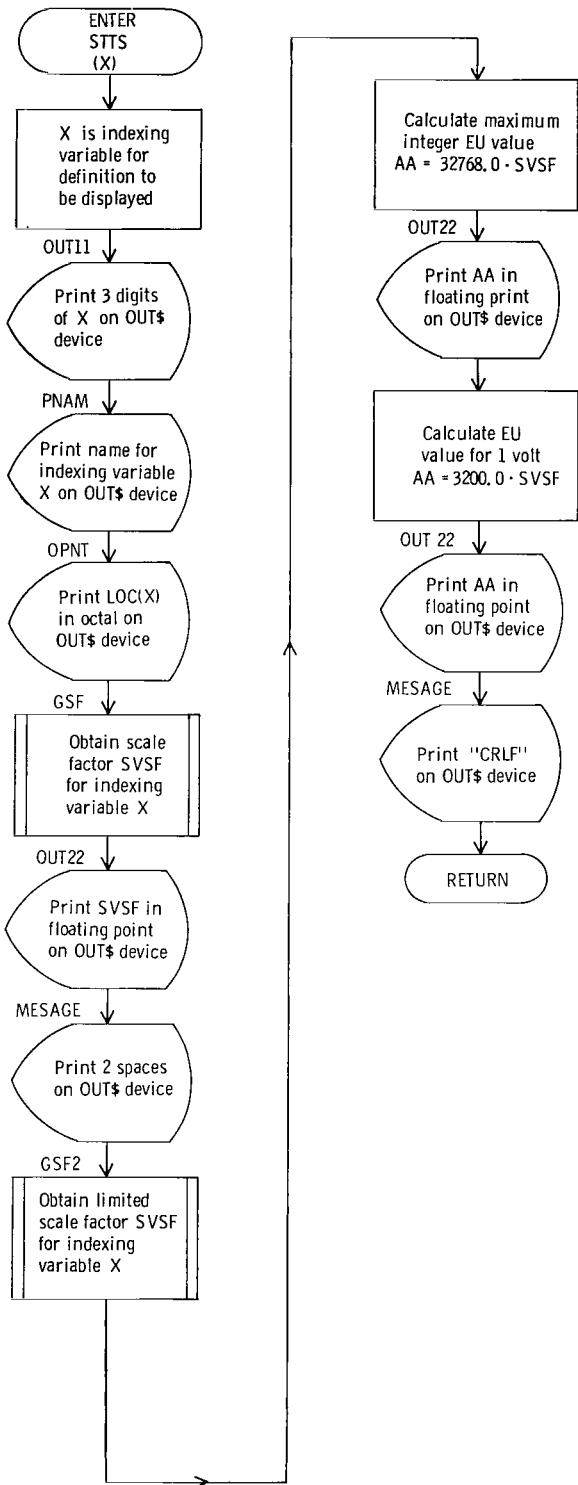 ENTER
STTS
(X)
X is indexing
variable for
definition to
be displayed
OUT11
Print 3 digits
of X on OUT$
device
PNAM
Print name for
indexing variable
X on OUT$ device
OPNT
Print LOC(X)
in octal on
OUT$ device
GSF
Obtain scale
factor SVSF
for indexing
variable X
OUT22
Print SVSF in
floating point
on OUT$ device
MESAGE
Print 2 spaces
on OUT$ device
GSF2
Obtain limited
scale factor SVSF
for indexing
variable X
Calculate maximum
integer EU value
AA = 32768.0 · SVSF
OUT22
Print AA in
floating print
on OUT$ device
Calculate EU
value for 1 volt
AA = 3200.0 · SVSF
OUT 22
Print AA in
floating point
on OUT$ device
MESAGE
Print "CRLF"
on OUT$ device
RETURN